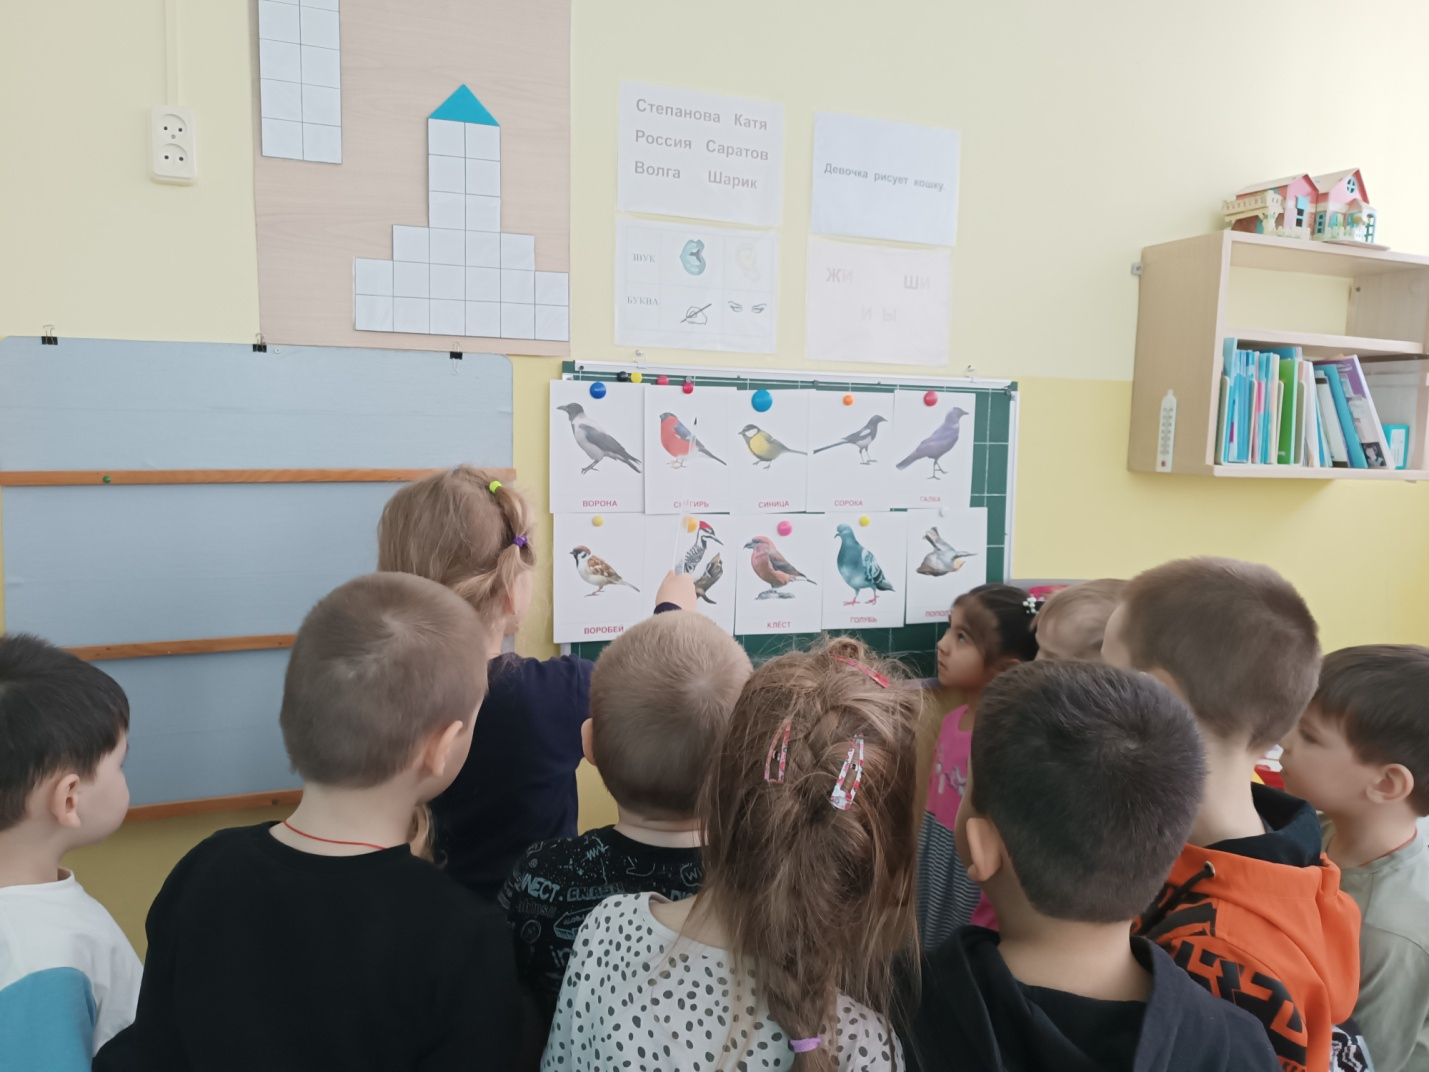 Степанова Катя
Россия Саратов
Волга Шарик
Девочка рисует кошку
ЗВУК
БУКВА
ЖИ ШИ
И Ы
ВОРОНА
СНЕГИРЬ
СИНИЦА
СОРОКА
ГАЛКА
ВОРОБЕЙ
КЛЁСТ
ГОЛУБЬ